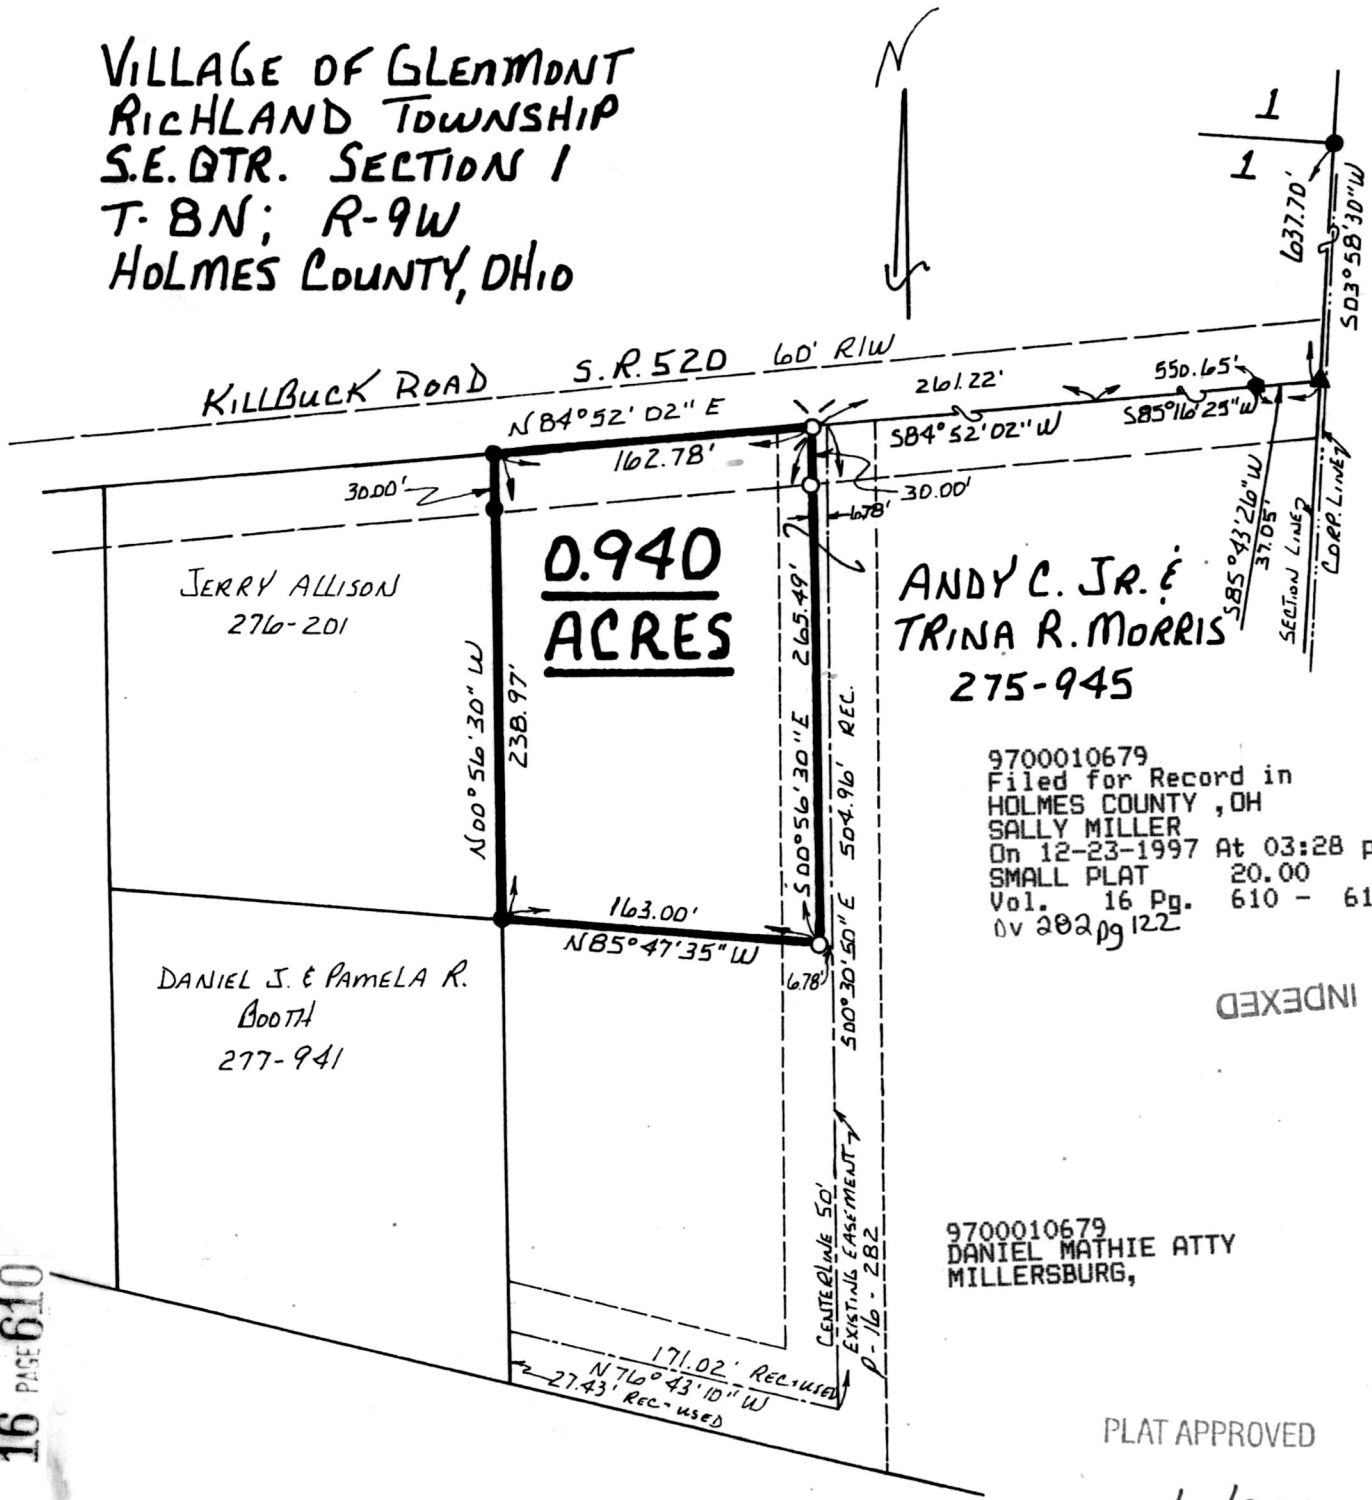 VILLAGE OF GLENMONT
RICHLAND TOWNSHIP
S.E. QTR. SECTION 1
T-8N; R-9W
HOLMES COUNTY, OHIO
N
1
1
637.70'
S03°58'30"W
KILLBUCK ROAD S.R. 520 60' R/W
N84°52'02"E
162.78'
261.22'
S84°52'02"W
550.65'
S85°16'25"W
S85°43'26"W
37.05'
SECTION LINE
CORP. LINE
30.00'
30.00'
6.78'
JERRY ALLISON
276-201
0.940
ACRES
N00°56'30"W
238.97'
S00°56'30"E 265.49'
S00°30'50"E 504.96' REC.
ANDY C. JR. &
TRINA R. MORRIS
275-945
9700010679
Filed for Record in
HOLMES COUNTY ,OH
SALLY MILLER
On 12-23-1997 At 03:28 p
SMALL PLAT 20.00
Vol. 16 Pg. 610 - 61
OV 282 pg 122
INDEXED
163.00'
N85°47'35"W
6.78'
DANIEL J. & PAMELA R.
BOOTH
277-941
CENTERLINE 50'
EXISTING EASEMENT
P-16-282
9700010679
DANIEL MATHIE ATTY
MILLERSBURG,
171.02' REC.+USED
N76°43'10"W
27.43' REC.+USED
16 PAGE 610
PLAT APPROVED